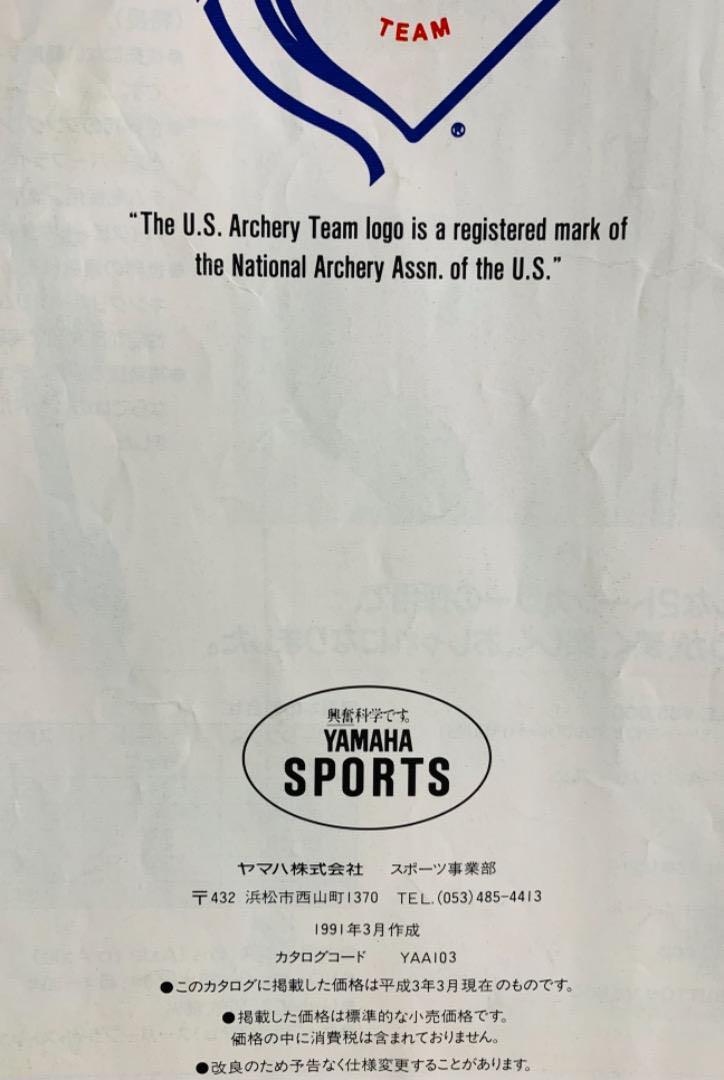 TEAM
®
“The U.S. Archery Team logo is a registered mark of
the National Archery Assn. of the U.S.”
興奮科学です。
YAMAHA
SPORTS
ヤマハ株式会社　スポーツ事業部
〒432 浜松市西山町1370　TEL.(053)485-4413
1991年3月作成
カタログコード　YAA103
●このカタログに掲載した価格は平成3年3月現在のものです。
●掲載した価格は標準的な小売価格です。
価格の中に消費税は含まれておりません。
●改良のため予告なく仕様変更することがあります。